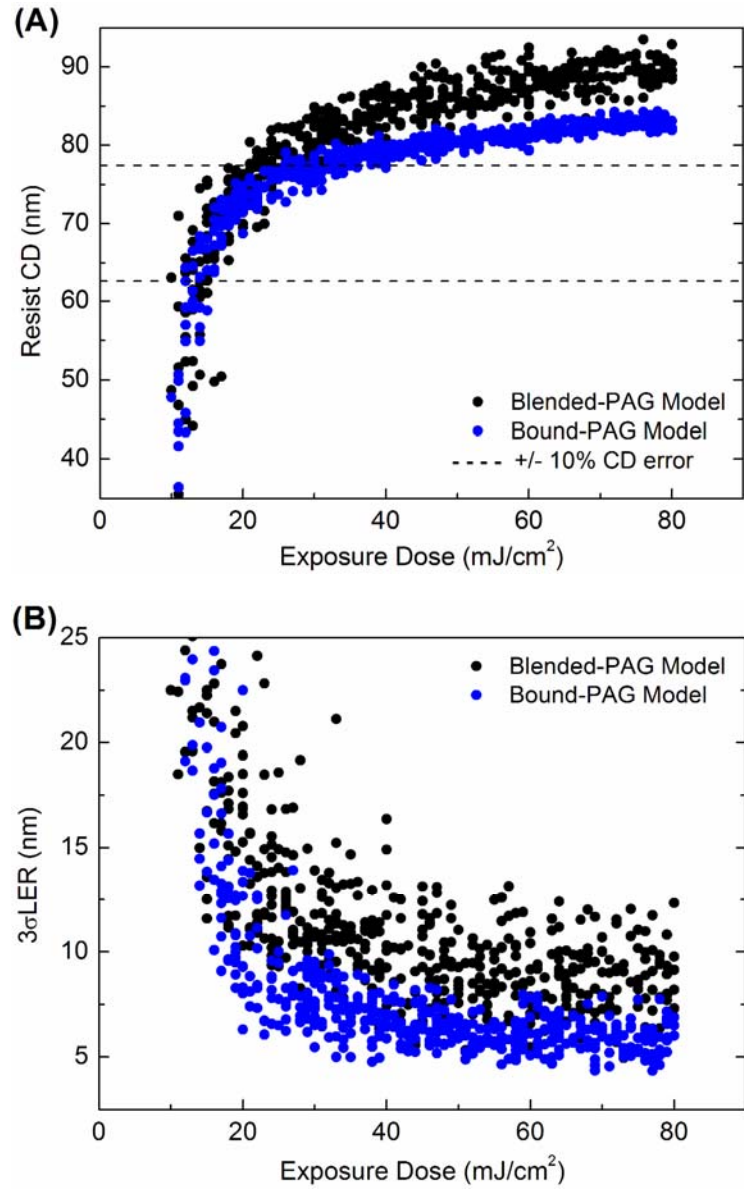 (A)
90
80
70
60
50
40
Resist CD (nm)
Blended-PAG Model
Bound-PAG Model
+/- 10% CD error
0 20 40 60 80
Exposure Dose (mJ/cm²)
(B)
25
20
15
10
5
3σLER (nm)
Blended-PAG Model
Bound-PAG Model
0 20 40 60 80
Exposure Dose (mJ/cm²)